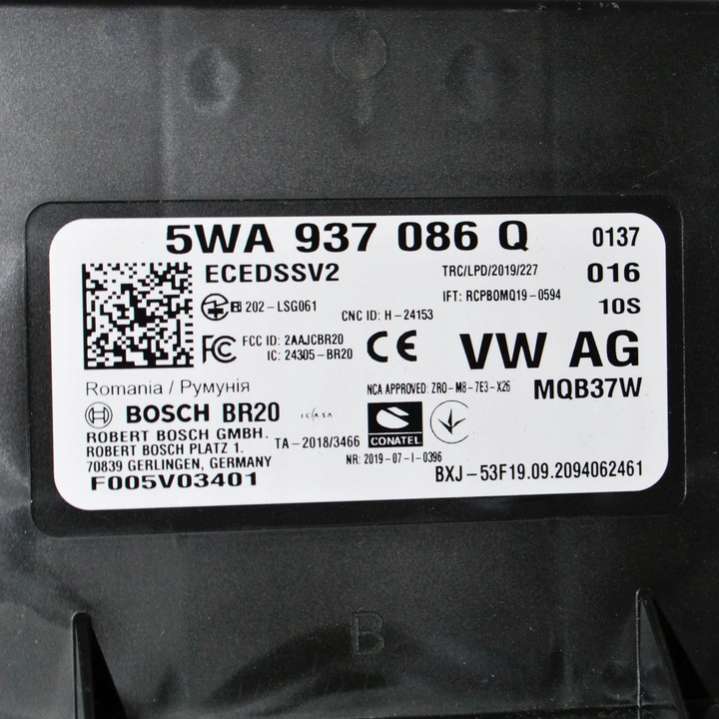 5WA 937 086 Q 0137
ECEDSSV2 TRC/LPD/2019/227 016
R 202-LSG061 IFT: RCPBOMQ19-0594 10S
CNC ID: H-24153
FC FCC ID: 2AAJCBR20
IC: 24305-BR20 CE VW AG
Romania / Румунія NCA APPROVED: ZRO-M8-7E3-X26 MQB37W
BOSCH BR20 ICASA
ROBERT BOSCH GMBH.
ROBERT BOSCH PLATZ 1. TA-2018/3466 CONATEL
70839 GERLINGEN, GERMANY NR: 2019-07-I-0396
F005V03401 BXJ-53F19.09.2094062461
B